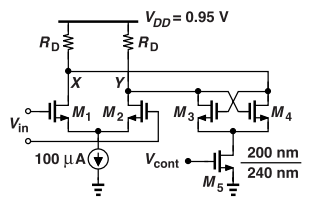 V_DD = 0.95 V
R_D R_D
X Y
M_1 M_2 M_3 M_4
V_in
100 μA V_cont 200 nm
M_5 240 nm